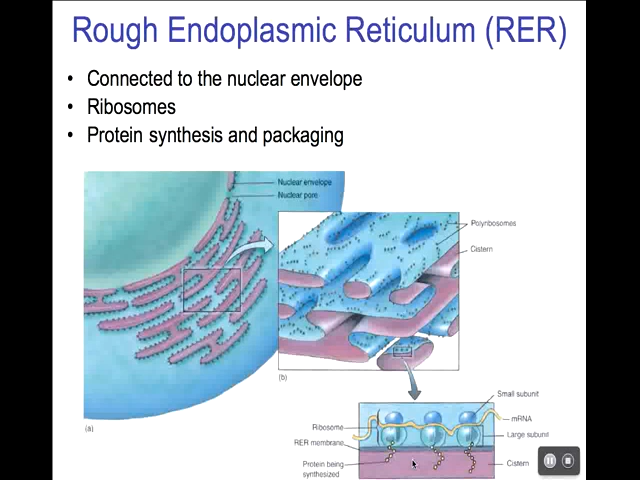 Rough Endoplasmic Reticulum (RER)
• Connected to the nuclear envelope
• Ribosomes
• Protein synthesis and packaging
Nuclear envelope
Nuclear pore
Polyribosomes
Cistern
(b)
(a)
Small subunit
mRNA
Ribosome
Large subunit
RER membrane
Protein being
synthesized
Cistern